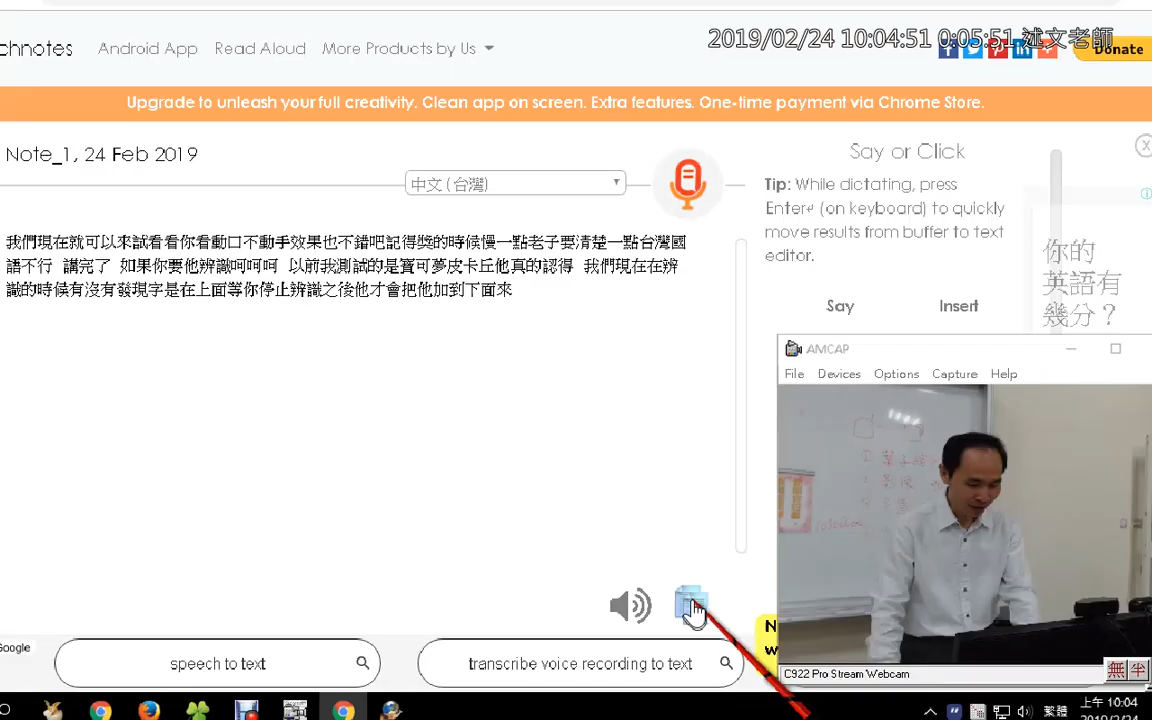 chnotes Android App Read Aloud More Products by Us
2019/02/24 10:04:51 0:05:51 述文老師
Donate
Upgrade to unleash your full creativity. Clean app on screen. Extra features. One-time payment via Chrome Store.
Note_1, 24 Feb 2019
中文 (台灣)
我們現在就可以來試看看你看動口不動手效果也不錯吧記得獎的時候慢一點老子要清楚一點台灣國
語不行 講完了 如果你要他辨識呵呵呵 以前我測試的是寶可夢皮卡丘他真的認得 我們現在在辨
識的時候有沒有發現字是在上面等你停止辨識之後他才會把他加到下面來
Say or Click
Tip: While dictating, press
Enter↵ (on keyboard) to quickly
move results from buffer to text
editor.
Say Insert
你的
英語有
幾分？
AMCAP
File Devices Options Capture Help
C922 Pro Stream Webcam
無 半
N
w
oogle
speech to text
transcribe voice recording to text
繁體
上午 10:04
2019/2/24